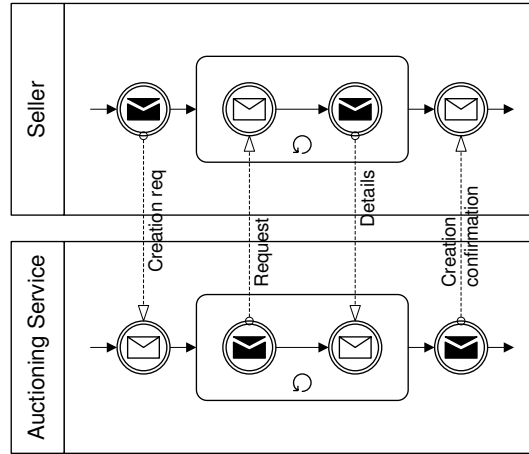 Seller
Creation req
Request
Details
Creation
confirmation
Auctioning Service